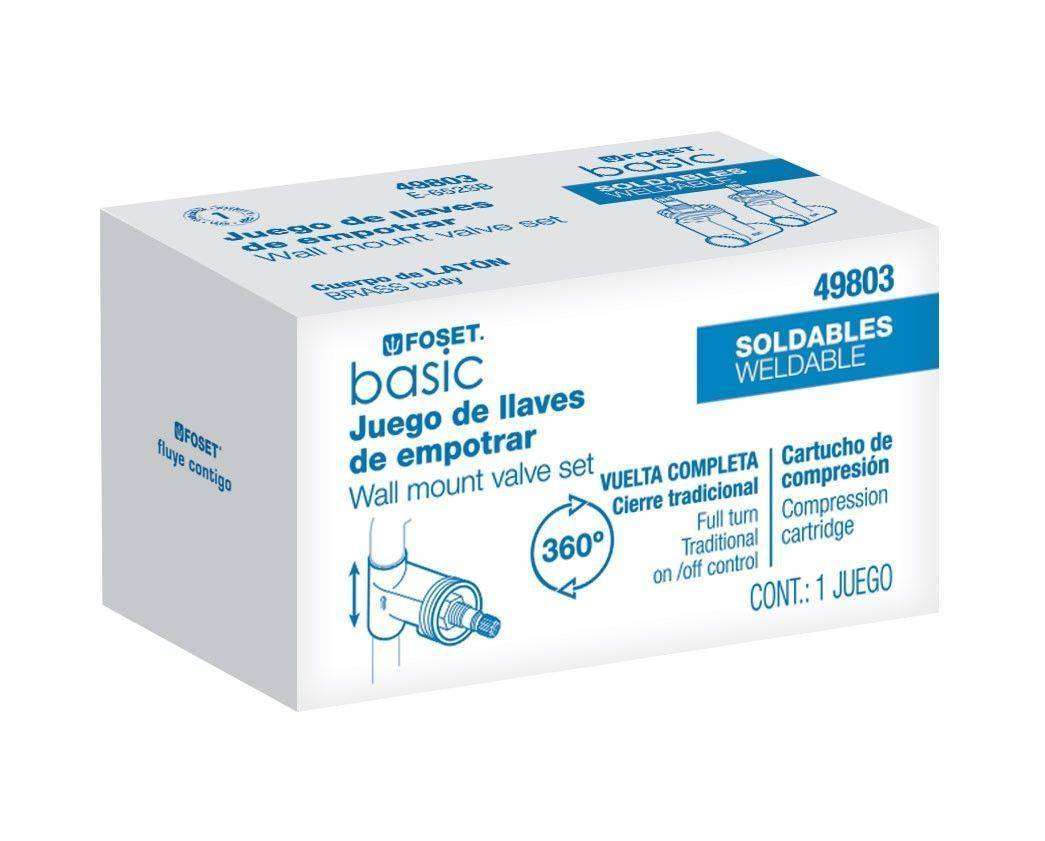 49803
Juego de llaves
de empotrar
Wall mount valve set
Cuerpo de LATÓN
BRASS body
1
FOSET.
basic
SOLDABLES
WELDABLE
FOSET
fluye contigo
FOSET.
basic
Juego de llaves
de empotrar
Wall mount valve set
49803
SOLDABLES
WELDABLE
360º
VUELTA COMPLETA
Cierre tradicional
Full turn
Traditional
on /off control
Cartucho de
compresión
Compression
cartridge
CONT.: 1 JUEGO